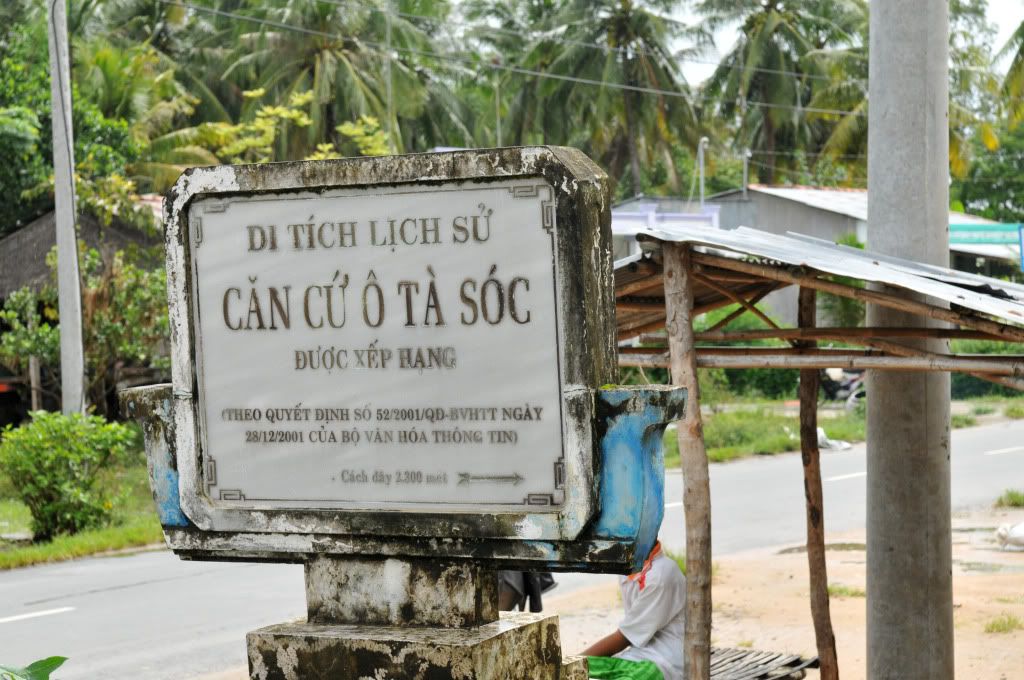 DI TÍCH LỊCH SỬ
CĂN CỨ Ô TÀ SÓC
ĐƯỢC XẾP HẠNG
(THEO QUYẾT ĐỊNH SỐ 52/2001/QĐ-BVHTT NGÀY
28/12/2001 CỦA BỘ VĂN HÓA THÔNG TIN)
- Cách đây 2.300 mét